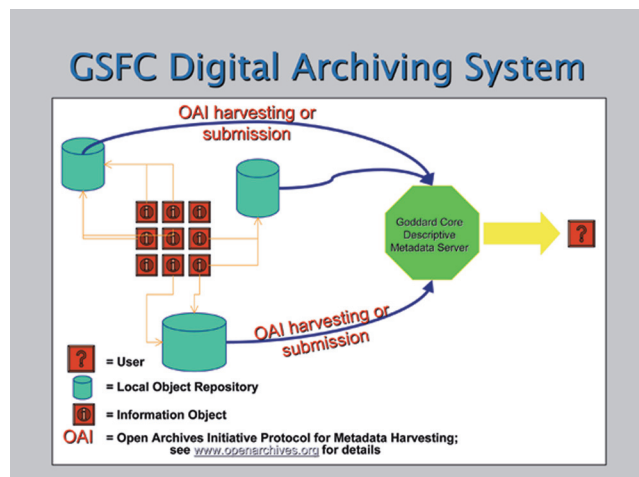 GSFC Digital Archiving System
OAI harvesting or
submission
Goddard Core
Descriptive
Metadata Server
?
OAI harvesting or
submission
? = User
= Local Object Repository
= Information Object
OAI = Open Archives Initiative Protocol for Metadata Harvesting;
see www.openarchives.org for details